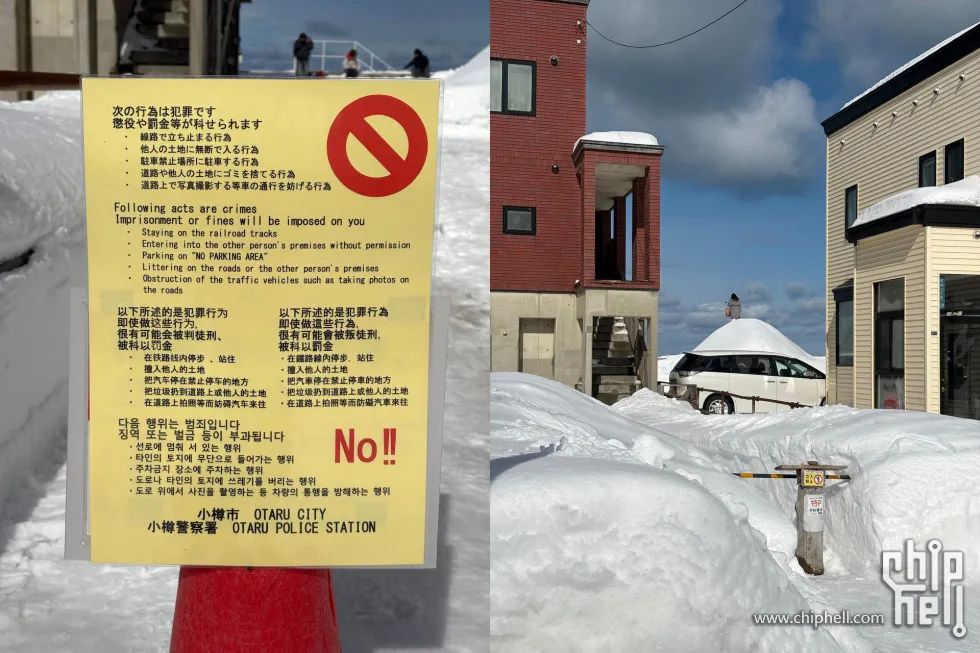 次の行為は犯罪です
懲役や罰金等が科せられます
・ 線路で立ち止まる行為
・ 他人の土地に無断で入る行為
・ 駐車禁止場所に駐車する行為
・ 道路や他人の土地にゴミを捨てる行為
・ 道路上で写真撮影する等車の通行を妨げる行為
Following acts are crimes
Imprisonment or fines will be imposed on you
・ Staying on the railroad tracks
・ Entering into the other person's premises without permission
・ Parking on "NO PARKING AREA"
・ Littering on the roads or the other person's premises
・ Obstruction of the traffic vehicles such as taking photos on
the roads
以下所述的是犯罪行为
即使做这些行为,
很有可能会被判徒刑、
被科以罚金
・ 在铁路线内停步 、站住
・ 擅入他人的土地
・ 把汽车停在禁止停车的地方
・ 把垃圾扔到道路上或他人的土地
・ 在道路上拍照等而妨碍汽车来往
以下所述的是犯罪行為
即使做這些行為,
很有可能會被叛徒刑,
被科以罰金
・在鐵路線內停步、站住
・擅入他人的土地
・把汽車停在禁止停車的地方
・把垃圾扔到道路上或他人的土地
・在道路上拍照等而妨礙汽車來往
다음 행위는 범죄입니다
징역 또는 벌금 등이 부과됩니다
・선로에 멈춰 서 있는 행위
・타인의 토지에 무단으로 들어가는 행위
・주차금지 장소에 주차하는 행위
・도로나 타인의 토지에 쓰레기를 버리는 행위
・도로 위에서 사진을 촬영하는 등 차량의 통행을 방해하는 행위
No!!
小樽市 OTARU CITY
小樽警察署 OTARU POLICE STATION
www.chiphell.com
chip
hell